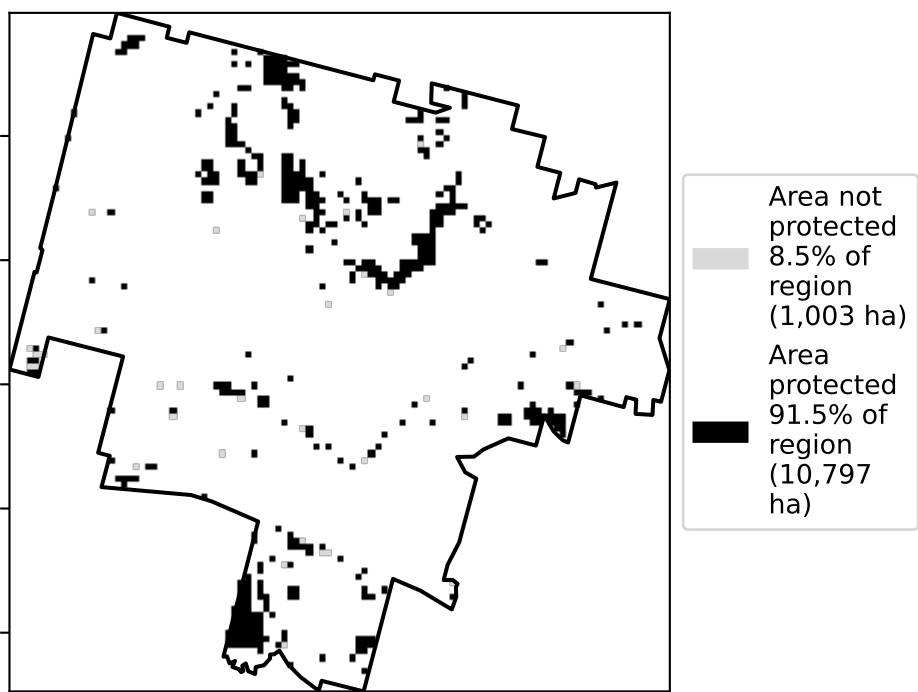 Area not
protected
8.5% of
region
(1,003 ha)
Area
protected
91.5% of
region
(10,797
ha)